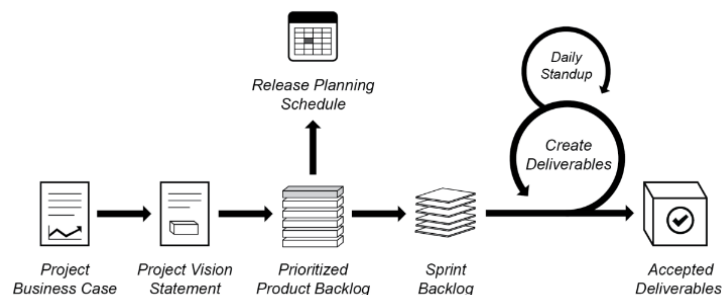 Release Planning
Schedule
Daily
Standup
Create
Deliverables
Project
Business Case
Project Vision
Statement
Prioritized
Product Backlog
Sprint
Backlog
Accepted
Deliverables